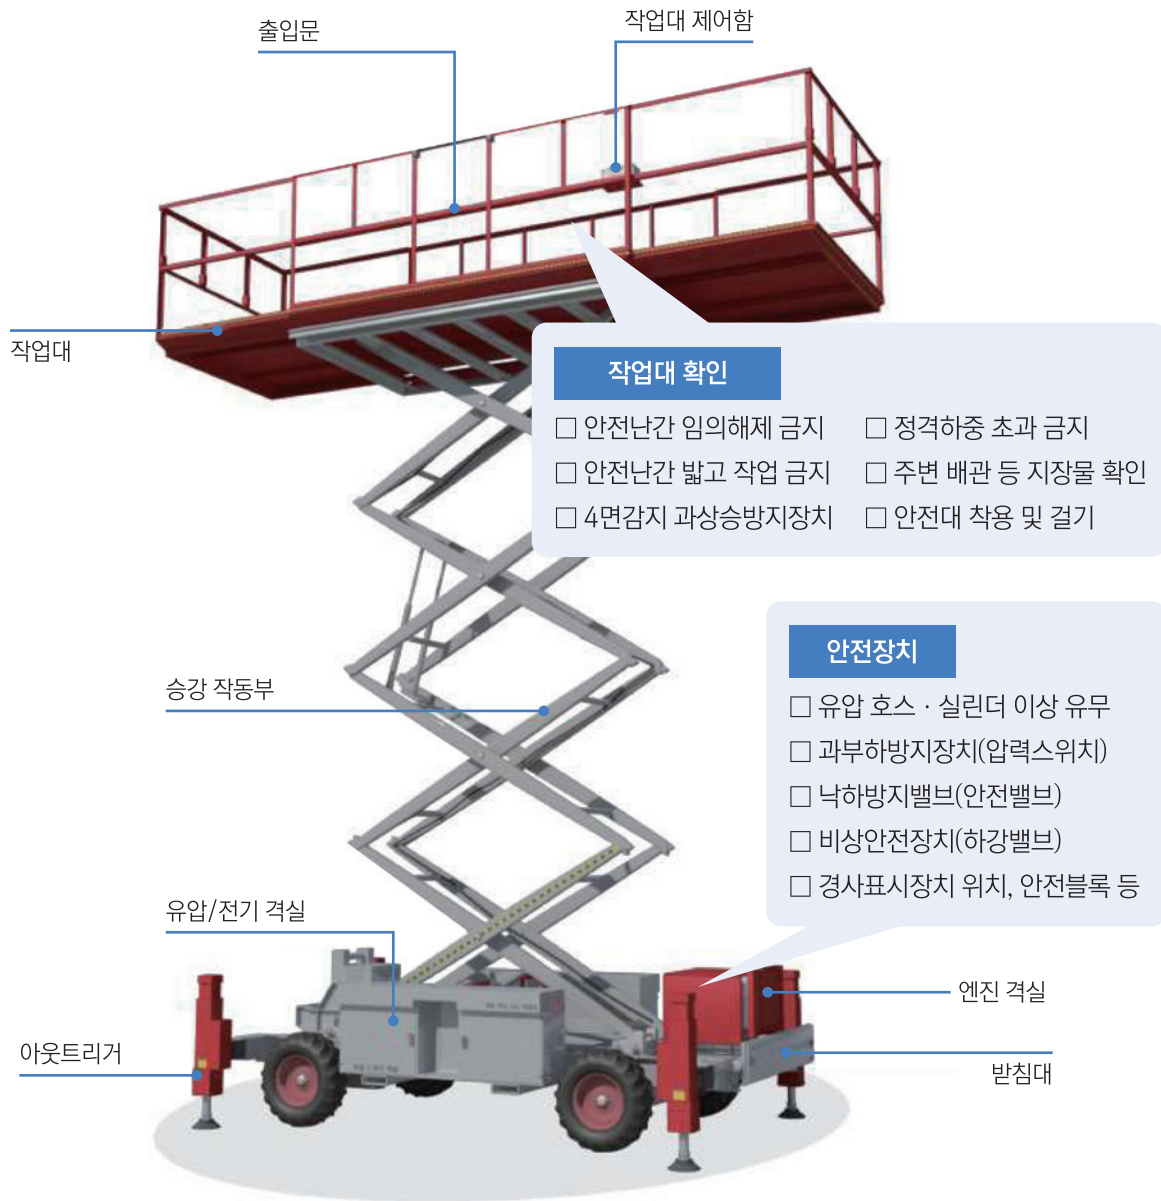 출입문
작업대 제어함
작업대
작업대 확인
□ 안전난간 임의해제 금지
□ 안전난간 밟고 작업 금지
□ 4면감지 과상승방지장치
□ 정격하중 초과 금지
□ 주변 배관 등 지장물 확인
□ 안전대 착용 및 걸기
안전장치
□ 유압 호스 · 실린더 이상 유무
□ 과부하방지장치(압력스위치)
□ 낙하방지밸브(안전밸브)
□ 비상안전장치(하강밸브)
□ 경사표시장치 위치, 안전블록 등
승강 작동부
유압/전기 격실
엔진 격실
아웃트리거
받침대